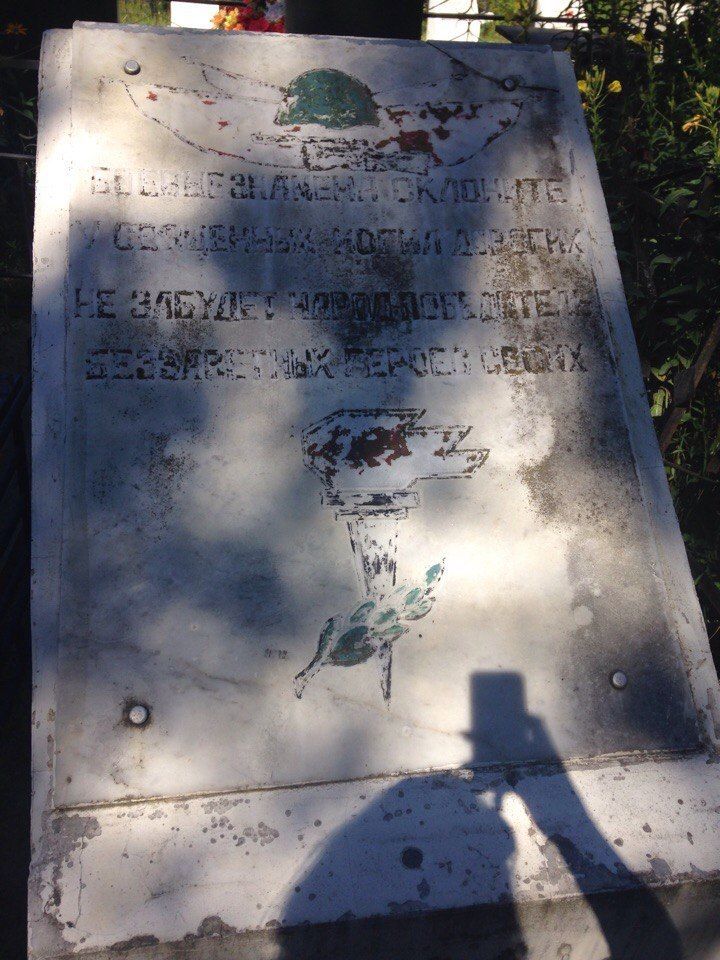 БОЕВЫЕ ЗНАМЕНА СКЛОНИТЕ
У СВЯЩЕННЫХ МОГИЛ ДОРОГИХ
НЕ ЗАБУДЕТ НАРОД-ПОБЕДИТЕЛЬ
БЕЗЗАВЕТНЫХ ГЕРОЕВ СВОИХ